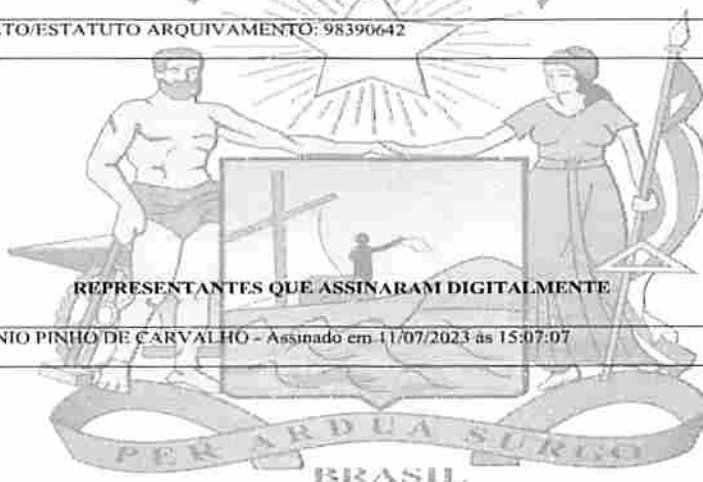 TO/ESTATUTO ARQUIVAMENTO: 98390642
REPRESENTANTES QUE ASSINARAM DIGITALMENTE
NIO PINHO DE CARVALHO - Assinado em 11/07/2023 às 15:07:07
PER ARDUA SURGO
BRASIL